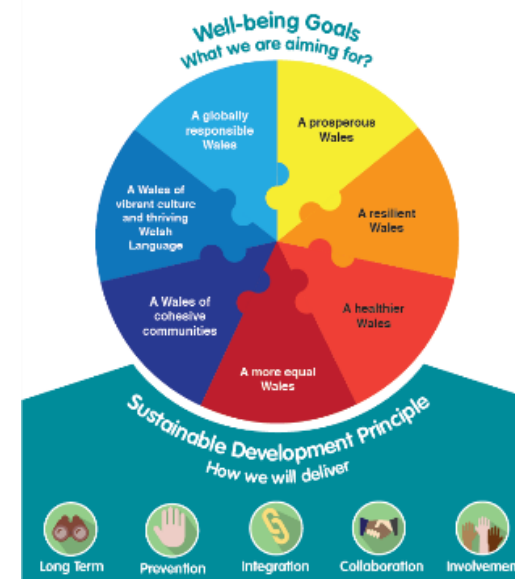 Well-being Goals
What we are aiming for?
A globally
responsible
Wales
A prosperous
Wales
A Wales of
vibrant culture
and thriving
Welsh
Language
A resilient
Wales
A Wales of
cohesive
communities
A healthier
Wales
A more equal
Wales
Sustainable Development Principle
How we will deliver
Long Term
Prevention
Integration
Collaboration
Involvement